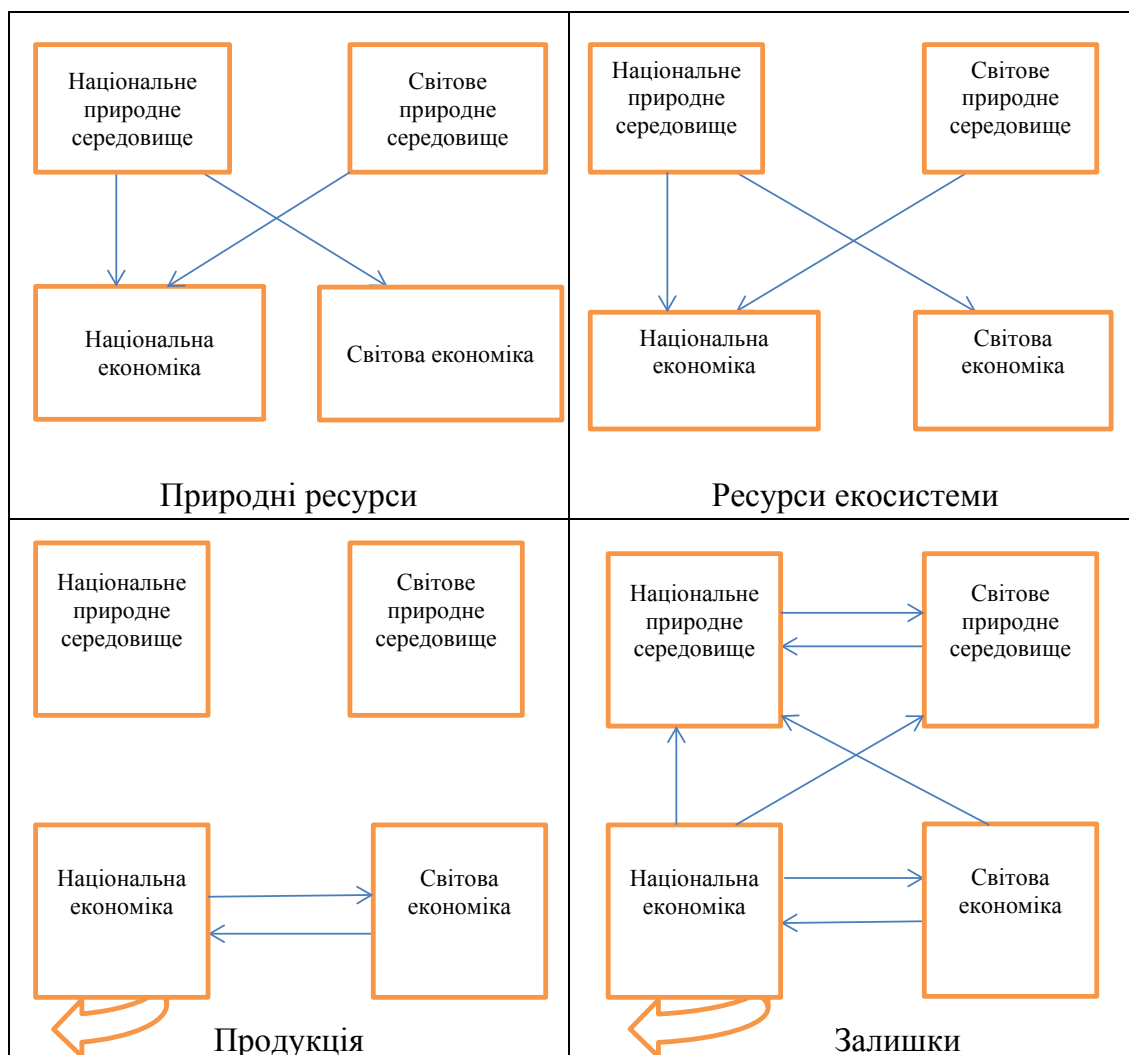 Національне
природне
середовище
Світове
природне
середовище
Національна
економіка
Світова економіка
Природні ресурси
Національне
природне
середовище
Світове
природне
середовище
Національна
економіка
Світова
економіка
Ресурси екосистеми
Національне
природне
середовище
Світове
природне
середовище
Національна
економіка
Світова
економіка
Продукція
Національне
природне
середовище
Світове
природне
середовище
Національна
економіка
Світова
економіка
Залишки